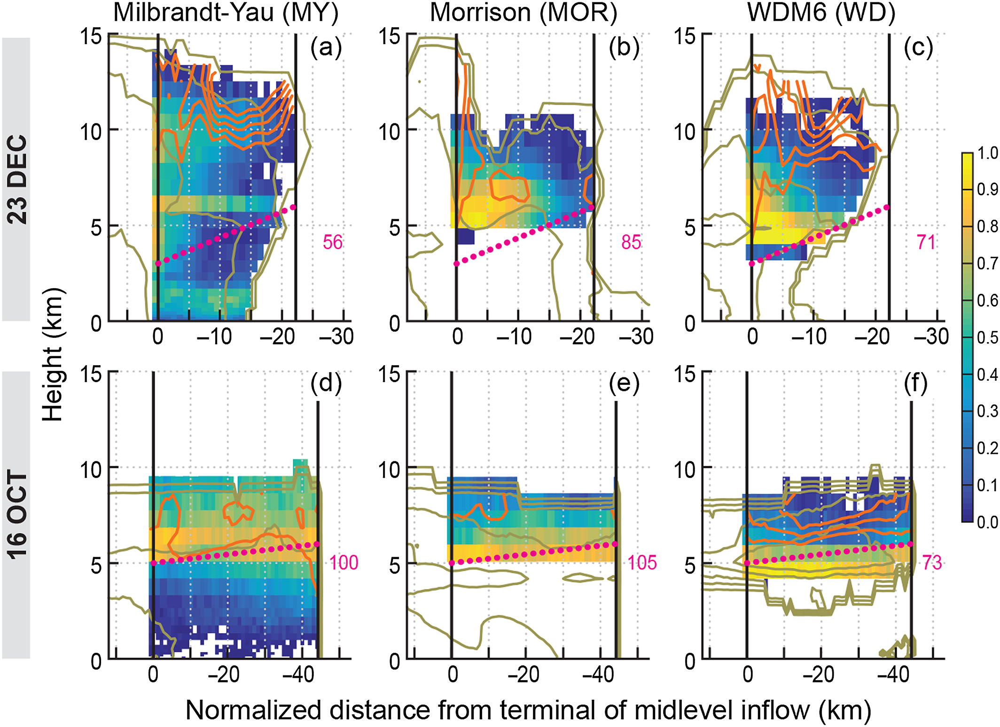 Milbrandt-Yau (MY) Morrison (MOR) WDM6 (WD)
23 DEC
15 (a) 15 (b) 15 (c)
10 10 10
5 56 5 85 5 71
0 0 0
0 –10 –20 –30 0 –10 –20 –30 0 –10 –20 –30
Height (km)
1.0
0.9
0.8
0.7
0.6
0.5
0.4
0.3
0.2
0.1
0.0
16 OCT
15 (d) 15 (e) 15 (f)
10 10 10
5 100 5 105 5 73
0 0 0
0 –20 –40 0 –20 –40 0 –20 –40
Normalized distance from terminal of midlevel inflow (km)